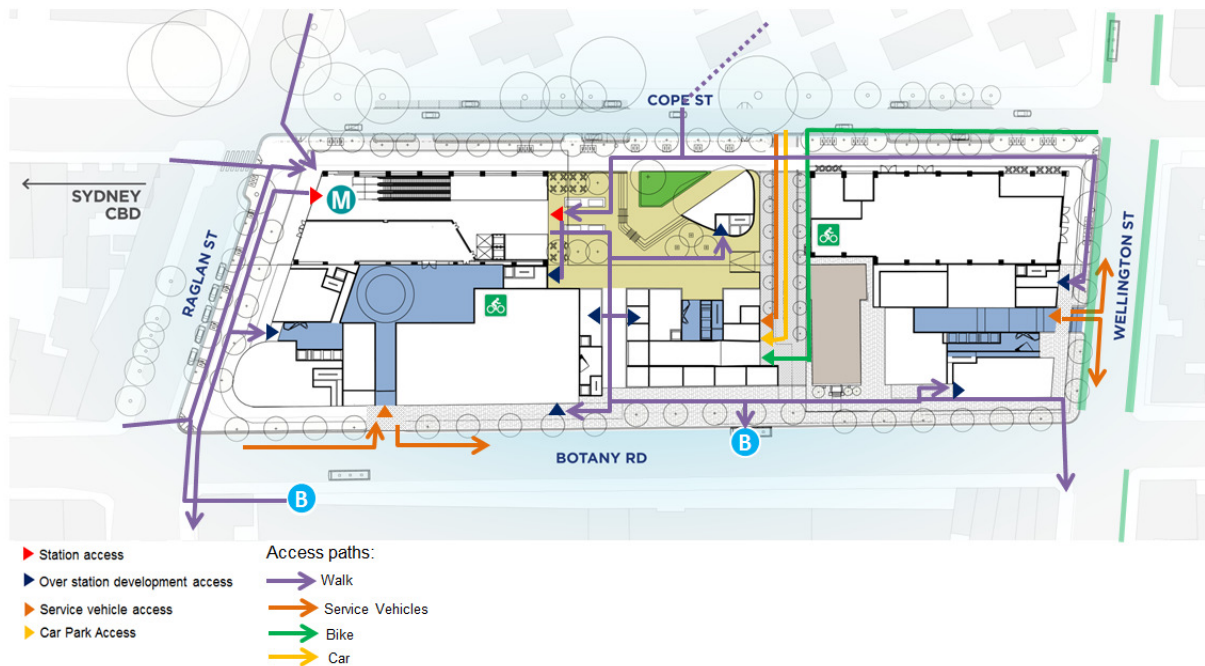 COPE ST
SYDNEY
CBD
M
RAGLAN ST
WELLINGTON ST
B
BOTANY RD
B
Station access
Over station development access
Service vehicle access
Car Park Access
Access paths:
Walk
Service Vehicles
Bike
Car